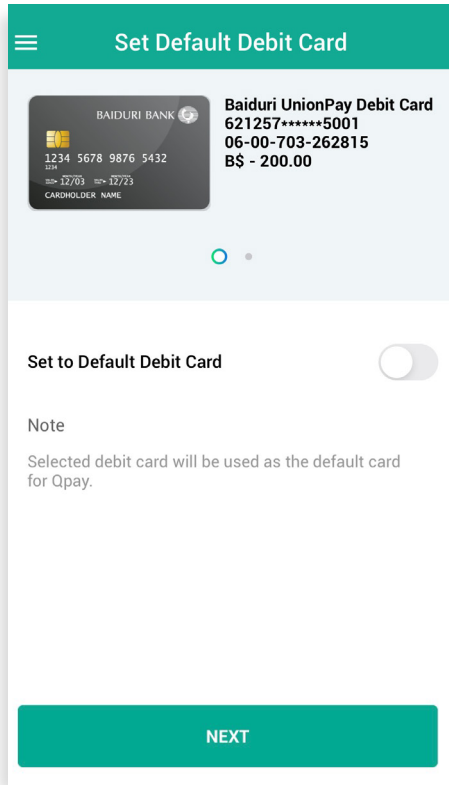 Set Default Debit Card
BAIDURI BANK
1234 5678 9876 5432
1234
12/03 12/23
CARDHOLDER NAME
Baiduri UnionPay Debit Card
621257******5001
06-00-703-262815
B$ - 200.00
Set to Default Debit Card
Note
Selected debit card will be used as the default card
for Qpay.
NEXT